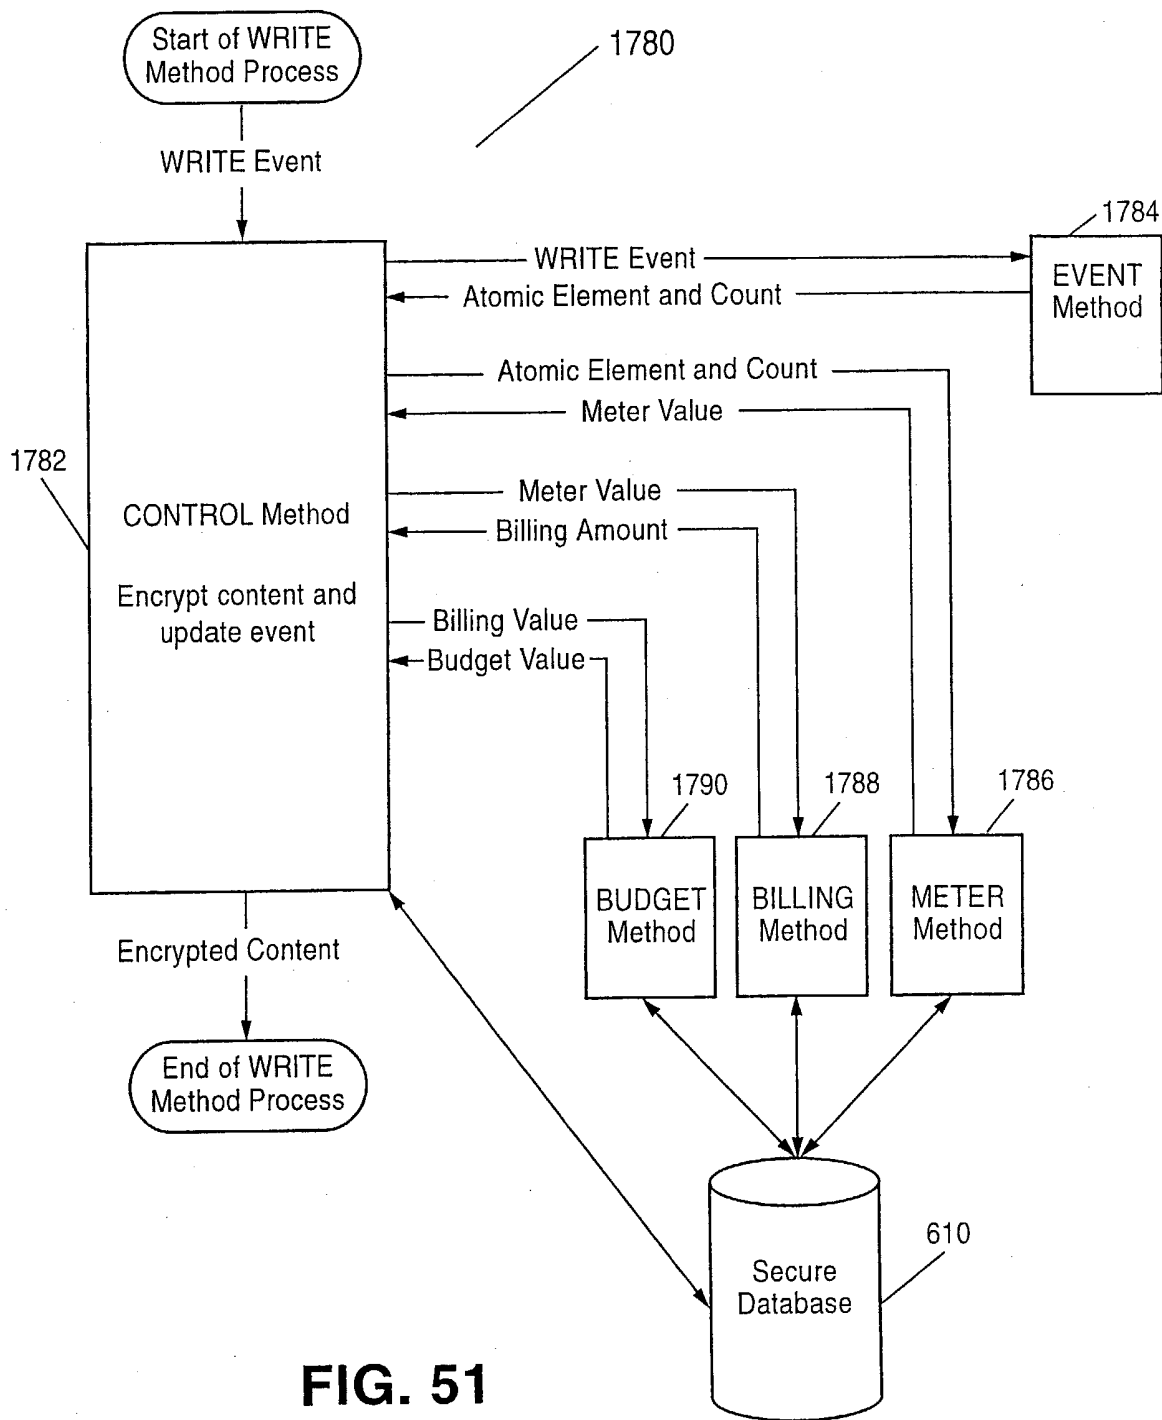 Start of WRITE
Method Process
1780
WRITE Event
1784
WRITE Event
EVENT
Method
Atomic Element and Count
Atomic Element and Count
Meter Value
1782
Meter Value
CONTROL Method
Billing Amount
Encrypt content and
update event
Billing Value
Budget Value
1790
1788
1786
BUDGET
Method
BILLING
Method
METER
Method
Encrypted Content
End of WRITE
Method Process
610
Secure
Database
FIG. 51